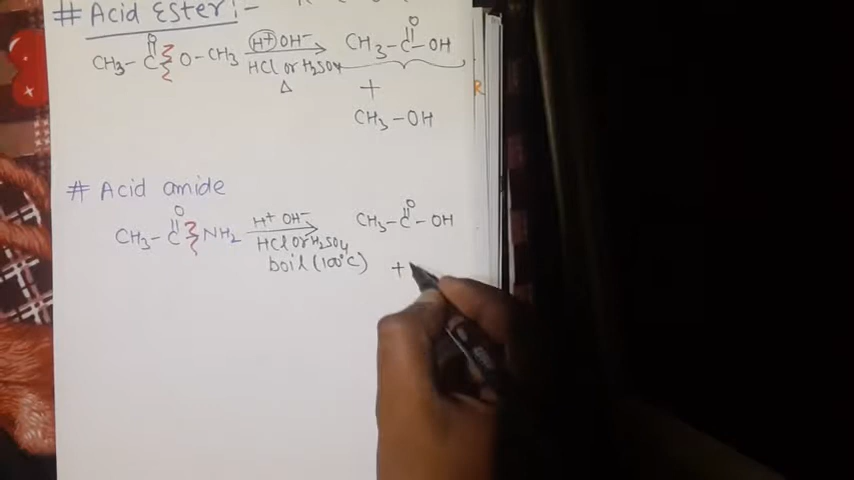 # Acid Ester:-
O
CH3-C O-CH3 H+ OH- CH3-C-OH
HCl or H2SO4
Δ +
CH3-OH
R
# Acid amide
O
CH3-C NH2 H+ OH- CH3-C-OH
HCl or H2SO4
boil (100°C) +